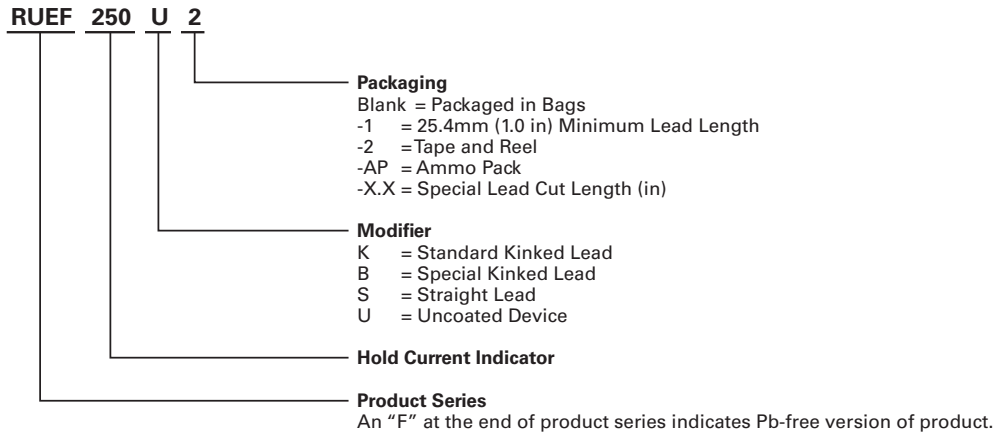 RUEF 250 U 2
Packaging
Blank = Packaged in Bags
-1 = 25.4mm (1.0 in) Minimum Lead Length
-2 =Tape and Reel
-AP = Ammo Pack
-X.X = Special Lead Cut Length (in)
Modifier
K = Standard Kinked Lead
B = Special Kinked Lead
S = Straight Lead
U = Uncoated Device
Hold Current Indicator
Product Series
An “F” at the end of product series indicates Pb-free version of product.